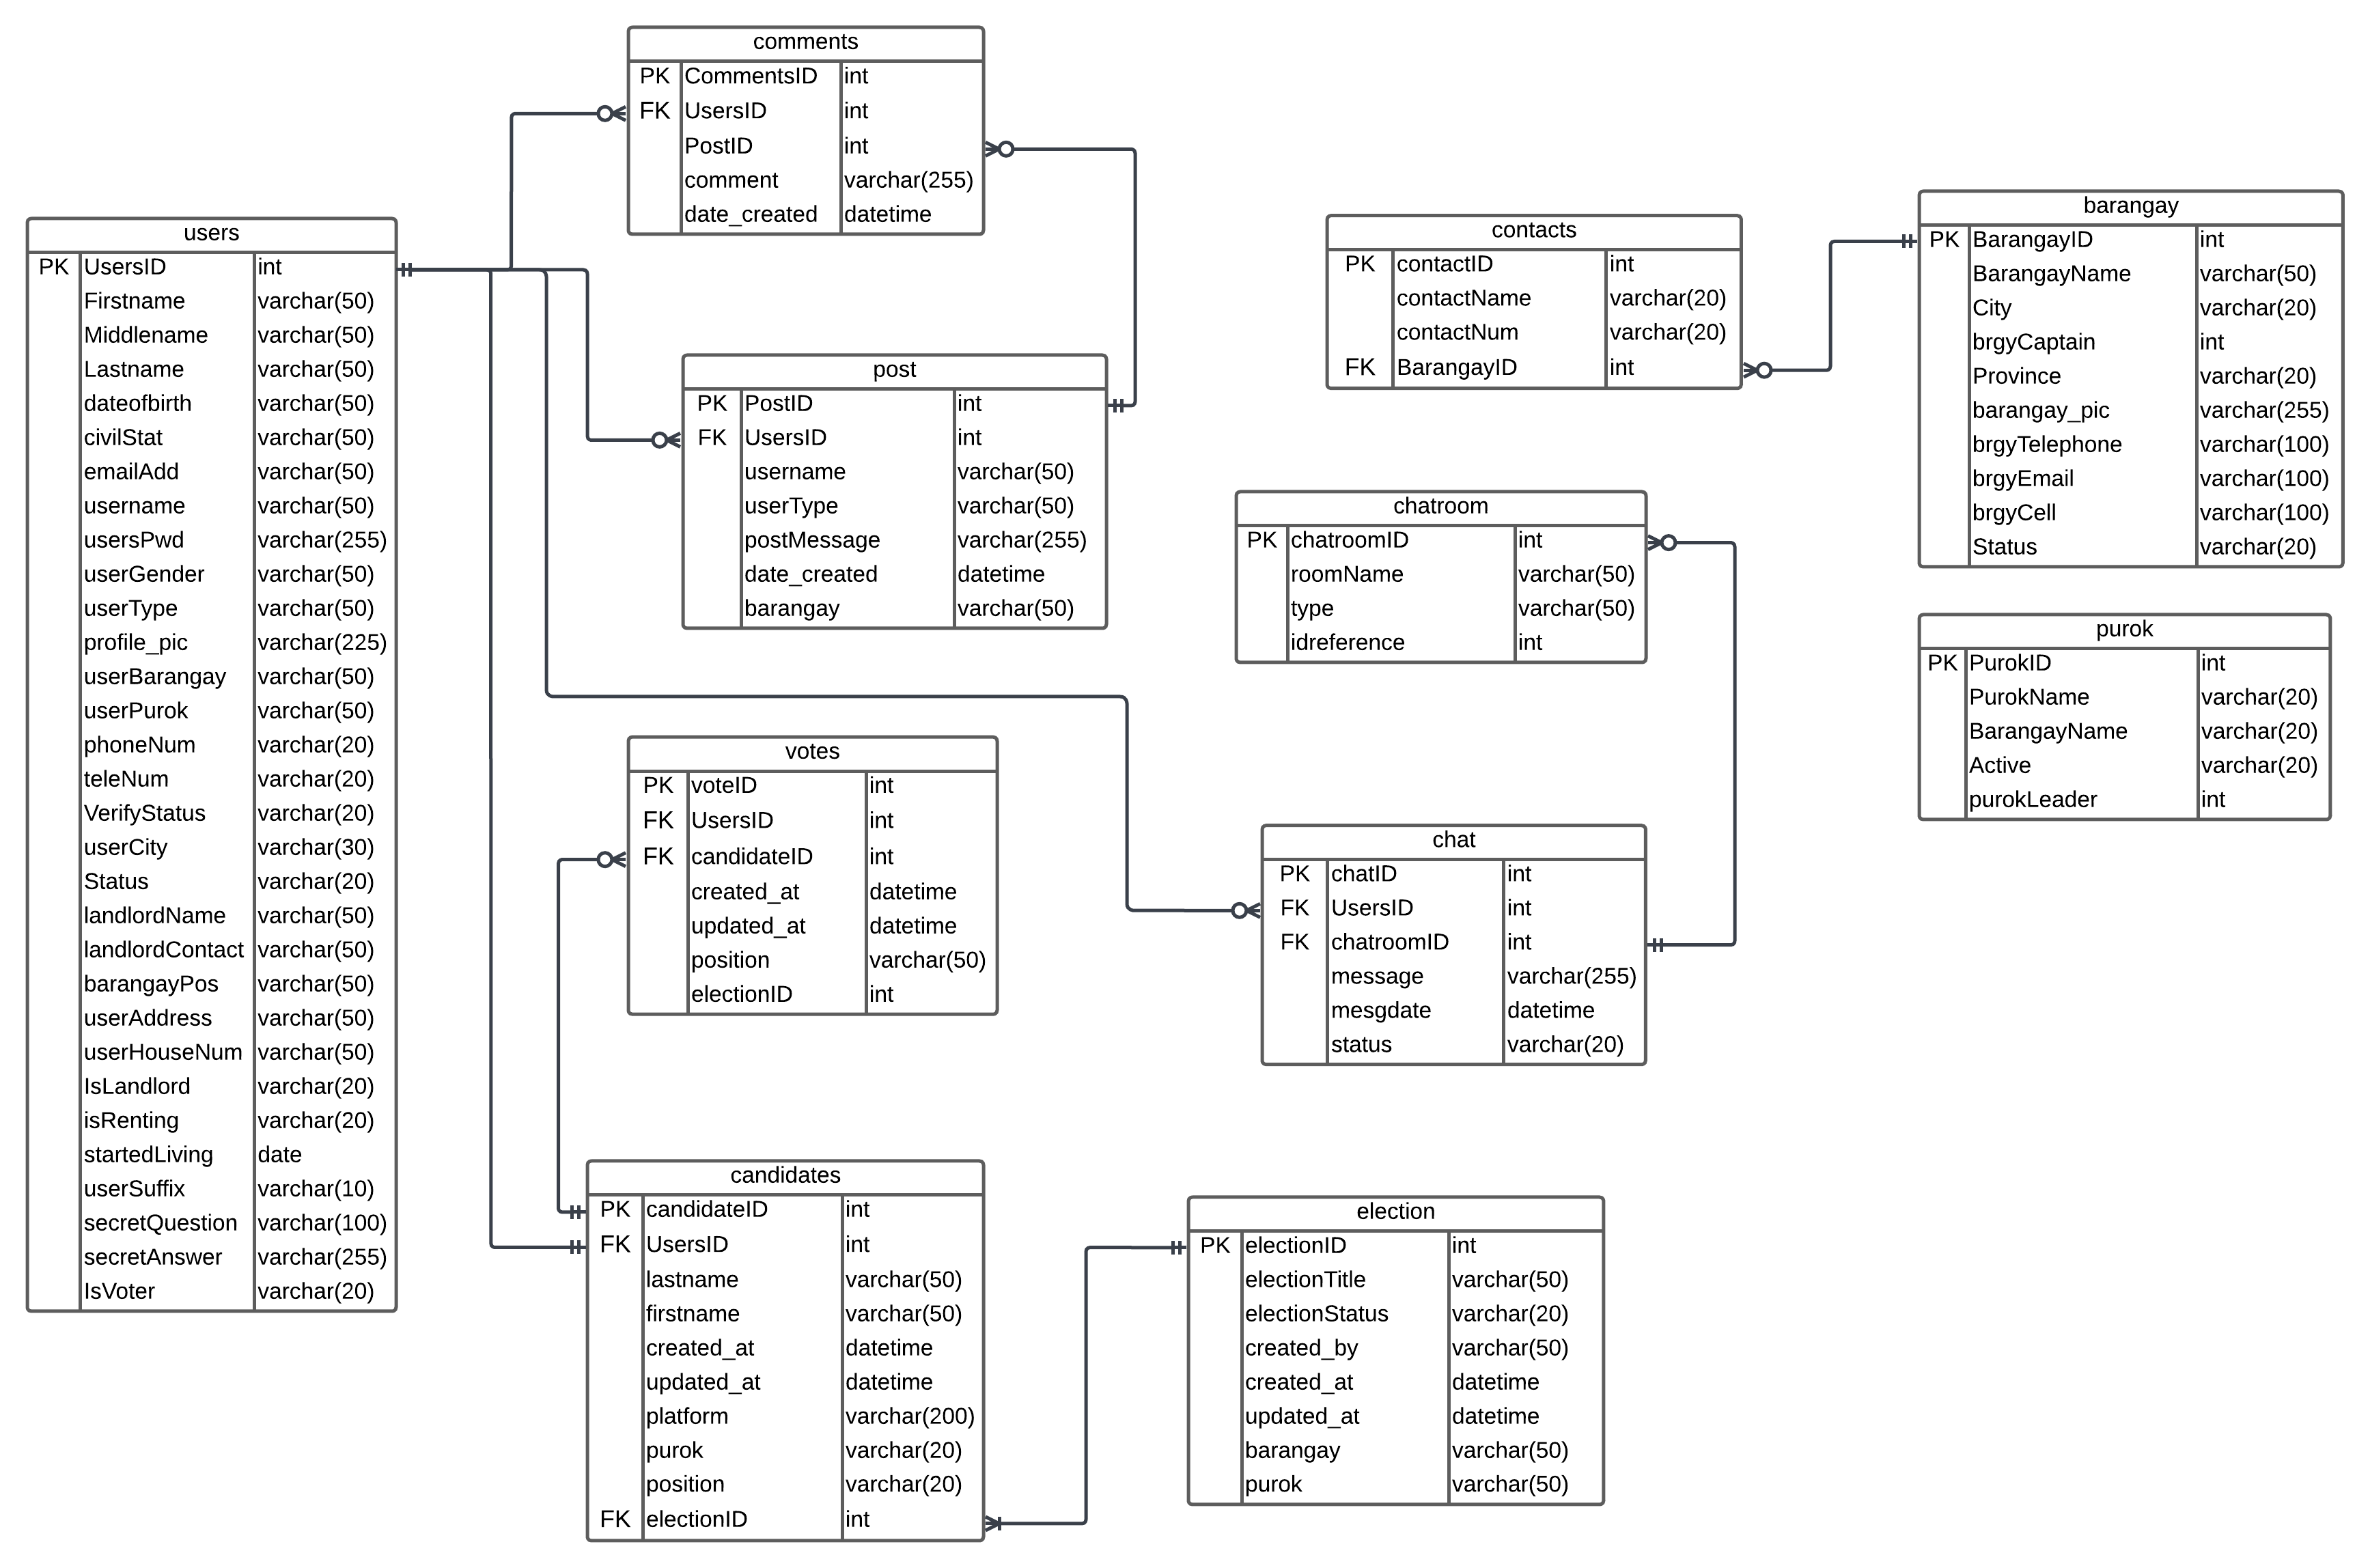 comments
PK CommentsID int
FK UsersID int
PostID int
comment varchar(255)
date_created datetime
users
PK UsersID int
Firstname varchar(50)
Middlename varchar(50)
Lastname varchar(50)
dateofbirth varchar(50)
civilStat varchar(50)
emailAdd varchar(50)
username varchar(50)
usersPwd varchar(255)
userGender varchar(50)
userType varchar(50)
profile_pic varchar(225)
userBarangay varchar(50)
userPurok varchar(50)
phoneNum varchar(20)
teleNum varchar(20)
VerifyStatus varchar(20)
userCity varchar(30)
Status varchar(20)
landlordName varchar(50)
landlordContact varchar(50)
barangayPos varchar(50)
userAddress varchar(50)
userHouseNum varchar(50)
IsLandlord varchar(20)
isRenting varchar(20)
startedLiving date
userSuffix varchar(10)
secretQuestion varchar(100)
secretAnswer varchar(255)
IsVoter varchar(20)
post
PK PostID int
FK UsersID int
username varchar(50)
userType varchar(50)
postMessage varchar(255)
date_created datetime
barangay varchar(50)
contacts
PK contactID int
contactName varchar(20)
contactNum varchar(20)
FK BarangayID int
barangay
PK BarangayID int
BarangayName varchar(50)
City varchar(20)
brgyCaptain int
Province varchar(20)
barangay_pic varchar(255)
brgyTelephone varchar(100)
brgyEmail varchar(100)
brgyCell varchar(100)
Status varchar(20)
chatroom
PK chatroomID int
roomName varchar(50)
type varchar(50)
idreference int
purok
PK PurokID int
PurokName varchar(20)
BarangayName varchar(20)
Active varchar(20)
purokLeader int
votes
PK voteID int
FK UsersID int
FK candidateID int
created_at datetime
updated_at datetime
position varchar(50)
electionID int
chat
PK chatID int
FK UsersID int
FK chatroomID int
message varchar(255)
mesgdate datetime
status varchar(20)
candidates
PK candidateID int
FK UsersID int
lastname varchar(50)
firstname varchar(50)
created_at datetime
updated_at datetime
platform varchar(200)
purok varchar(20)
position varchar(20)
FK electionID int
election
PK electionID int
electionTitle varchar(50)
electionStatus varchar(20)
created_by varchar(50)
created_at datetime
updated_at datetime
barangay varchar(50)
purok varchar(50)